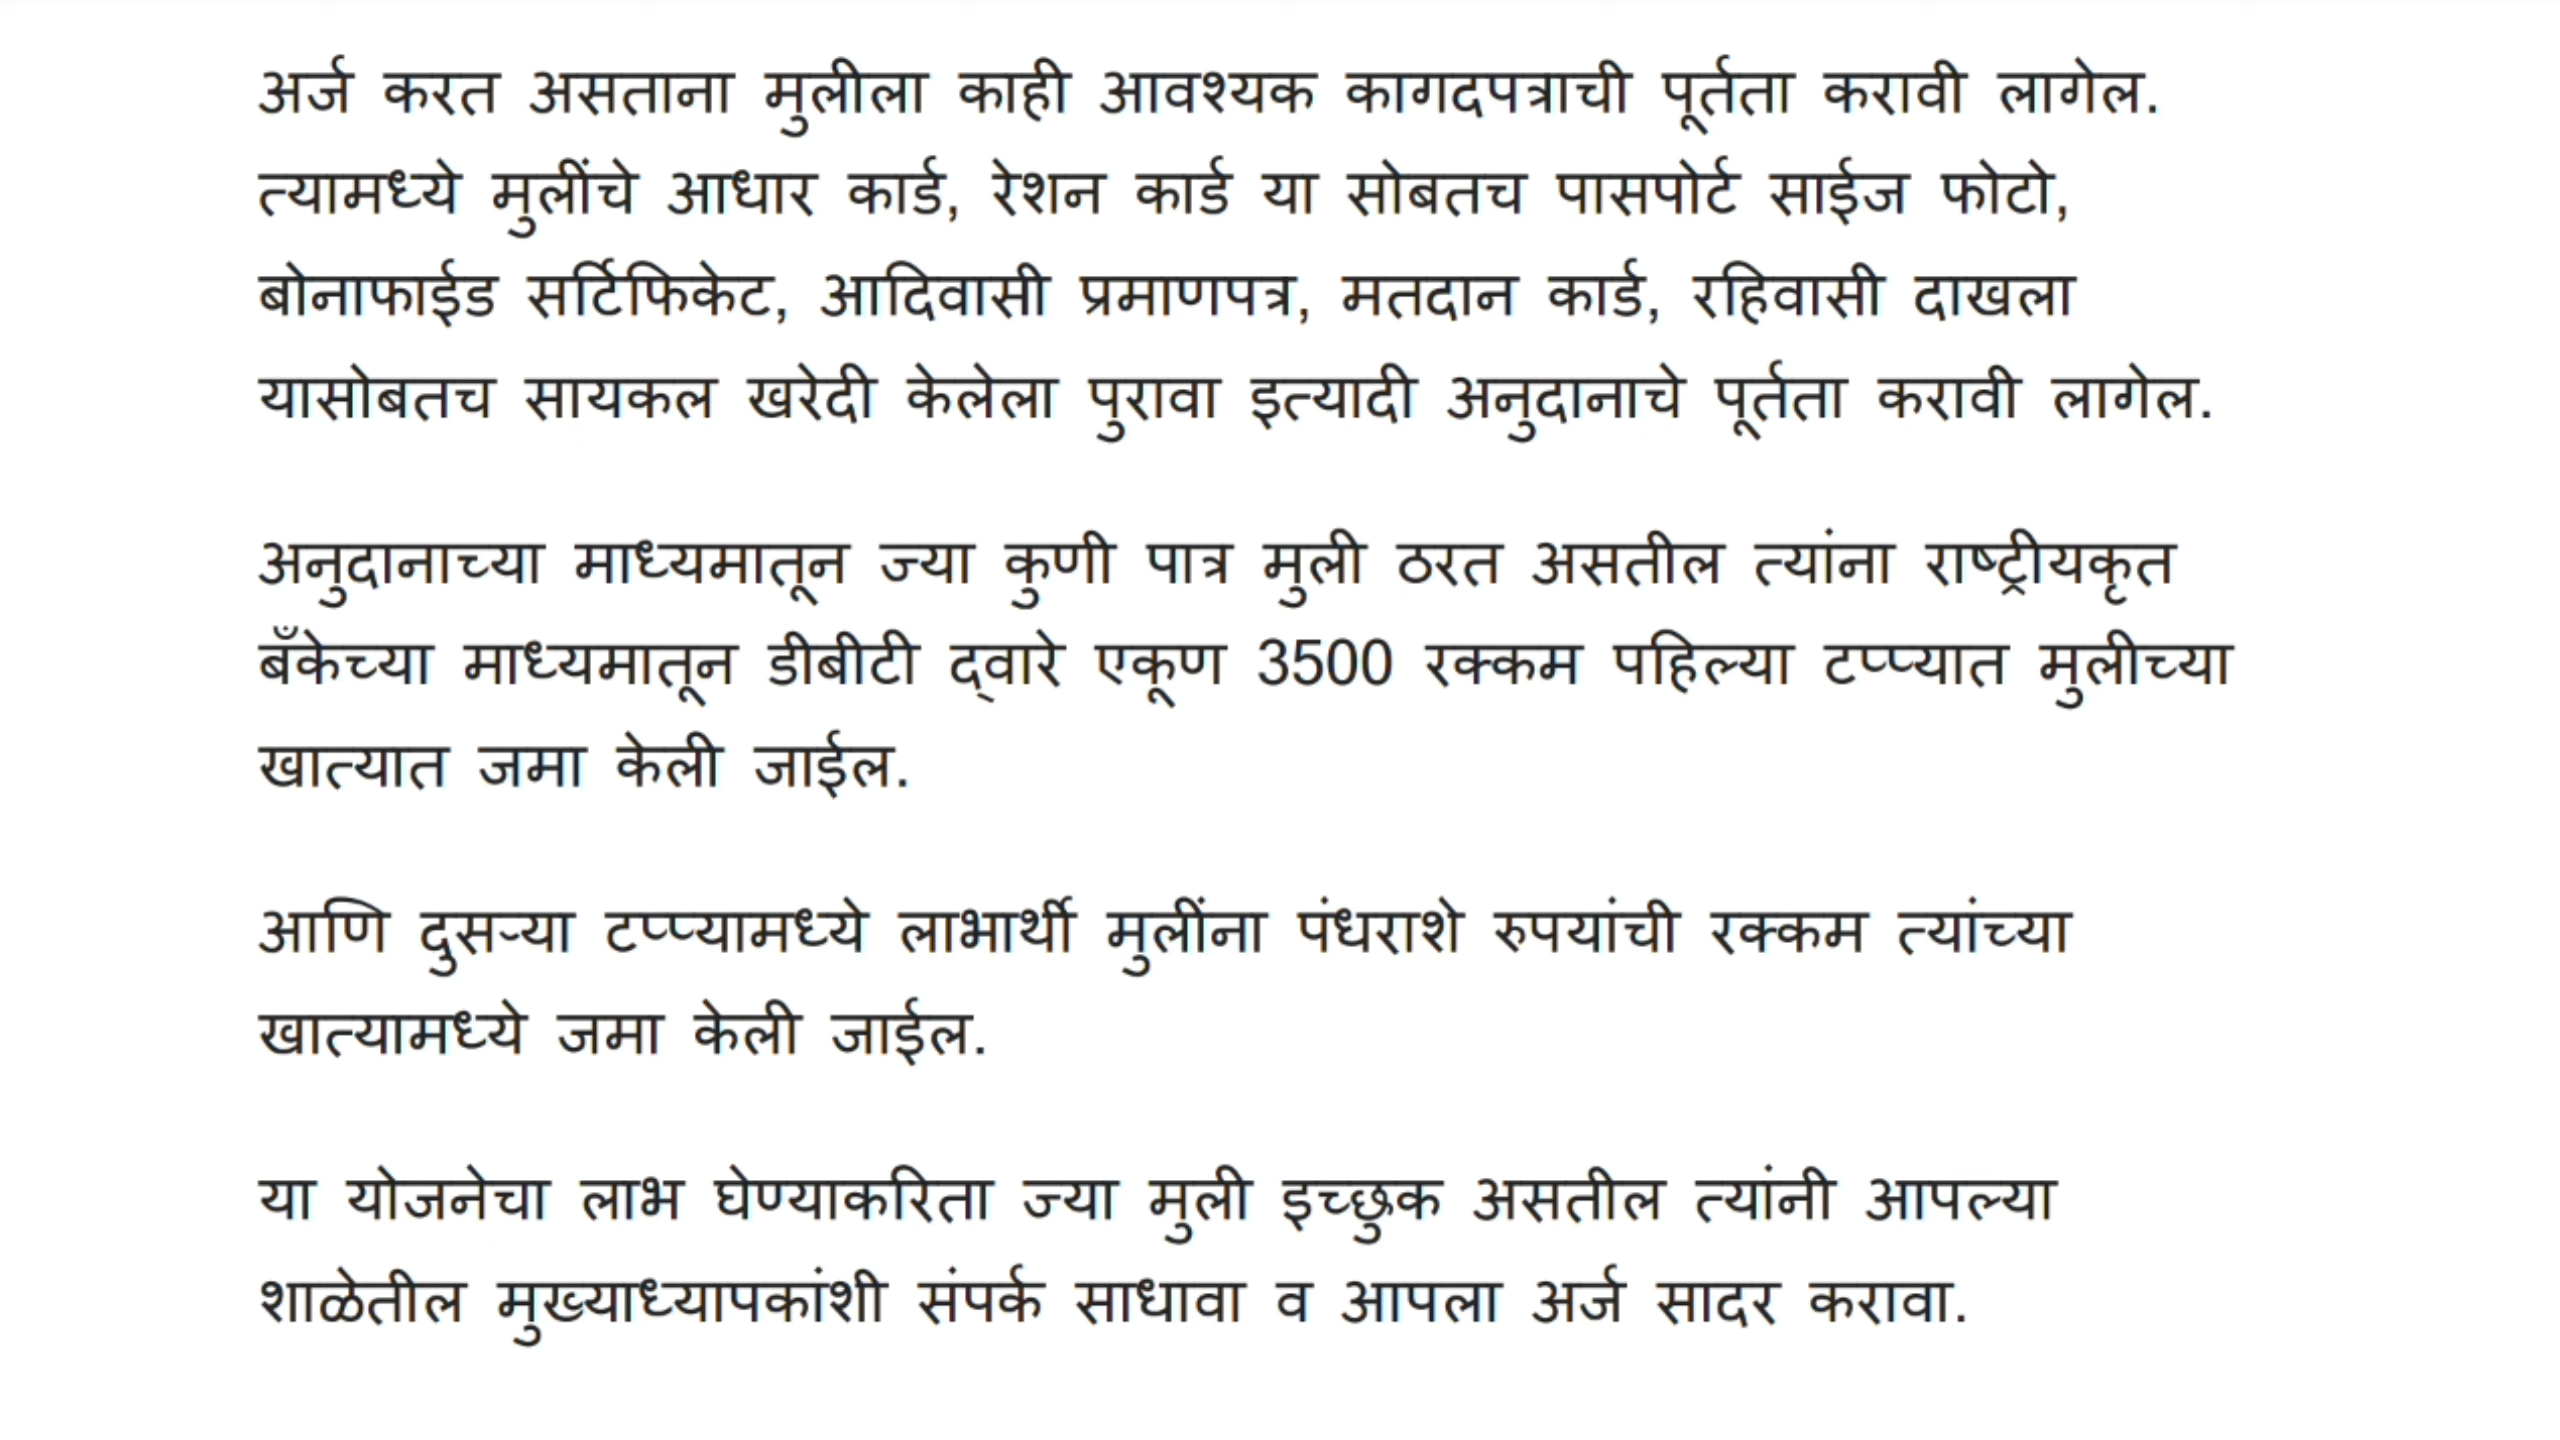 अर्ज करत असताना मुलीला काही आवश्यक कागदपत्राची पूर्तता करावी लागेल.
त्यामध्ये मुलींचे आधार कार्ड, रेशन कार्ड या सोबतच पासपोर्ट साईज फोटो,
बोनाफाईड सर्टिफिकेट, आदिवासी प्रमाणपत्र, मतदान कार्ड, रहिवासी दाखला
यासोबतच सायकल खरेदी केलेला पुरावा इत्यादी अनुदानाचे पूर्तता करावी लागेल.
अनुदानाच्या माध्यमातून ज्या कुणी पात्र मुली ठरत असतील त्यांना राष्ट्रीयकृत
बँकेच्या माध्यमातून डीबीटी द्वारे एकूण 3500 रक्कम पहिल्या टप्प्यात मुलीच्या
खात्यात जमा केली जाईल.
आणि दुसऱ्या टप्प्यामध्ये लाभार्थी मुलींना पंधराशे रुपयांची रक्कम त्यांच्या
खात्यामध्ये जमा केली जाईल.
या योजनेचा लाभ घेण्याकरिता ज्या मुली इच्छुक असतील त्यांनी आपल्या
शाळेतील मुख्याध्यापकांशी संपर्क साधावा व आपला अर्ज सादर करावा.